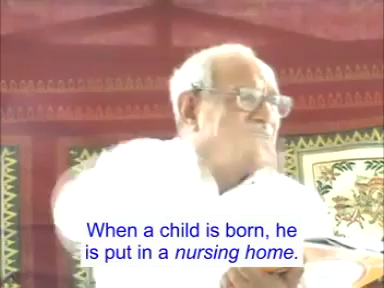 When a child is born, he
is put in a nursing home.